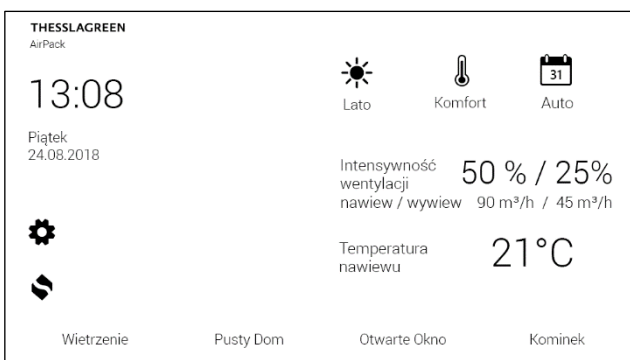 THESSLAGREEN
AirPack
13:08
Piątek
24.08.2018
Lato
Komfort
31
Auto
Intensywność
wentylacji
nawiew / wywiew
50 % / 25%
90 m³/h / 45 m³/h
Temperatura
nawiewu
21°C
Wietrzenie
Pusty Dom
Otwarte Okno
Kominek